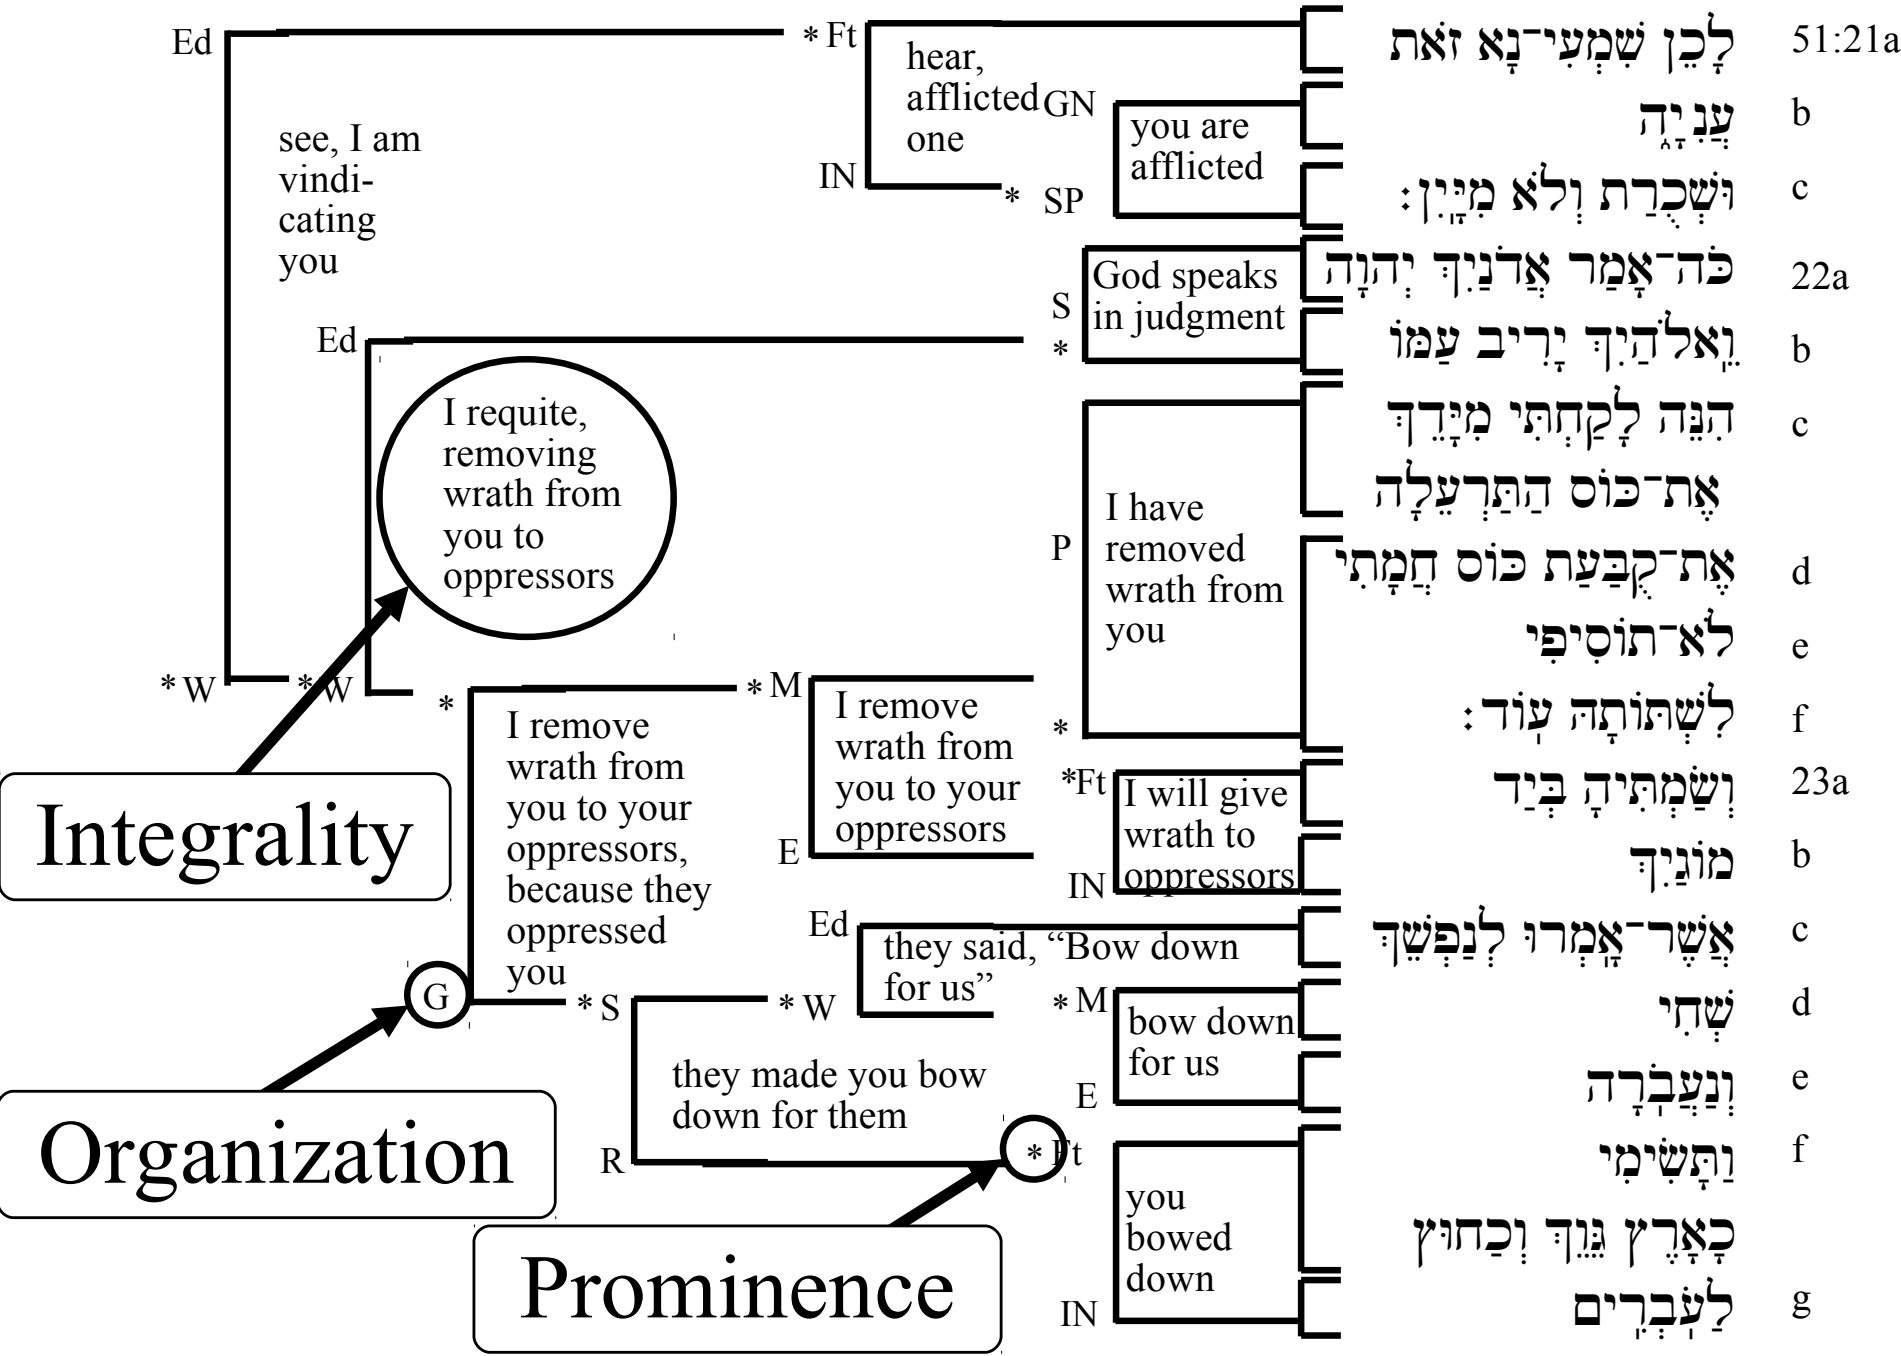 Ed
* Ft
לָכֵן שִׁמְעִי־נָא זֹאת
51:21a
hear,
afflicted
one
GN
עֲנִיָּה
b
see, I am
vindi-
cating
you
you are
afflicted
IN
* SP
וּשְׁכֻרַת וְלֹא מִיָּיִן׃
c
S
God speaks
in judgment
כֹּה־אָמַר אֲדֹנַיִךְ יְהוָה
22a
Ed
*
וֵאלֹהַיִךְ יָרִיב עַמּוֹ
b
I requite,
removing
wrath from
you to
oppressors
הִנֵּה לָקַחְתִּי מִיָּדֵךְ
c
אֶת־כּוֹס הַתַּרְעֵלָה
P
I have
removed
wrath from
you
אֶת־קֻבַּעַת כּוֹס חֲמָתִי
d
לֹא־תוֹסִיפִי
e
* W
* W
*
* M
I remove
wrath from
you to your
oppressors
*
לִשְׁתּוֹתָהּ עוֹד׃
f
I remove
wrath from
you to your
oppressors,
because they
oppressed
you
*Ft
I will give
wrath to
oppressors
וְשַׂמְתִּיהָ בְּיַד
23a
Integrality
E
IN
מוֹגַיִךְ
b
Ed
they said, “Bow down
for us”
אֲשֶׁר־אָמְרוּ לְנַפְשֵׁךְ
c
G
* S
* W
* M
bow down
for us
שְׁחִי
d
they made you bow
down for them
E
וְנַעֲבֹרָה
e
Organization
R
* Ft
וַתָּשִׂימִי
f
you
bowed
down
כָאָרֶץ גֵּוֵךְ וְכַחוּץ
Prominence
IN
לַעֹבְרִים
g